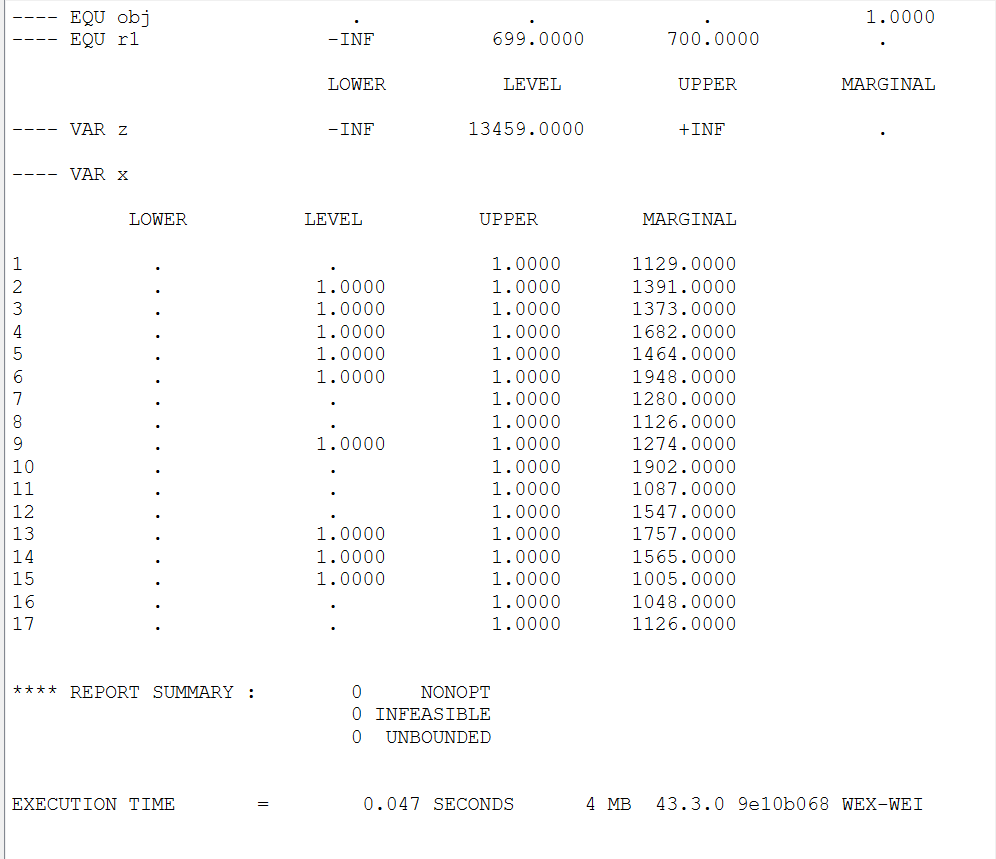 ---- EQU obj . . . 1.0000
---- EQU r1 -INF 699.0000 700.0000 .
LOWER LEVEL UPPER MARGINAL
---- VAR z -INF 13459.0000 +INF .
---- VAR x
LOWER LEVEL UPPER MARGINAL
1 . . 1.0000 1129.0000
2 . 1.0000 1.0000 1391.0000
3 . 1.0000 1.0000 1373.0000
4 . 1.0000 1.0000 1682.0000
5 . 1.0000 1.0000 1464.0000
6 . 1.0000 1.0000 1948.0000
7 . . 1.0000 1280.0000
8 . . 1.0000 1126.0000
9 . 1.0000 1.0000 1274.0000
10 . . 1.0000 1902.0000
11 . . 1.0000 1087.0000
12 . . 1.0000 1547.0000
13 . 1.0000 1.0000 1757.0000
14 . 1.0000 1.0000 1565.0000
15 . 1.0000 1.0000 1005.0000
16 . . 1.0000 1048.0000
17 . . 1.0000 1126.0000
**** REPORT SUMMARY : 0 NONOPT
0 INFEASIBLE
0 UNBOUNDED
EXECUTION TIME = 0.047 SECONDS 4 MB 43.3.0 9e10b068 WEX-WEI